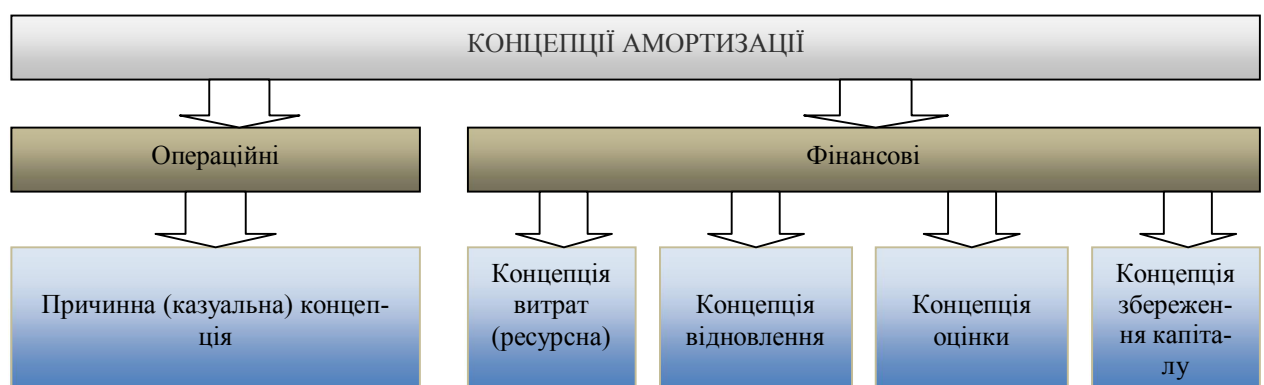 КОНЦЕПЦІЇ АМОРТИЗАЦІЇ
Операційні
Фінансові
Причинна (казуальна) концеп-
ція
Концепція
витрат
(ресурсна)
Концепція
відновлення
Концепція
оцінки
Концепція
збережен-
ня капіта-
лу